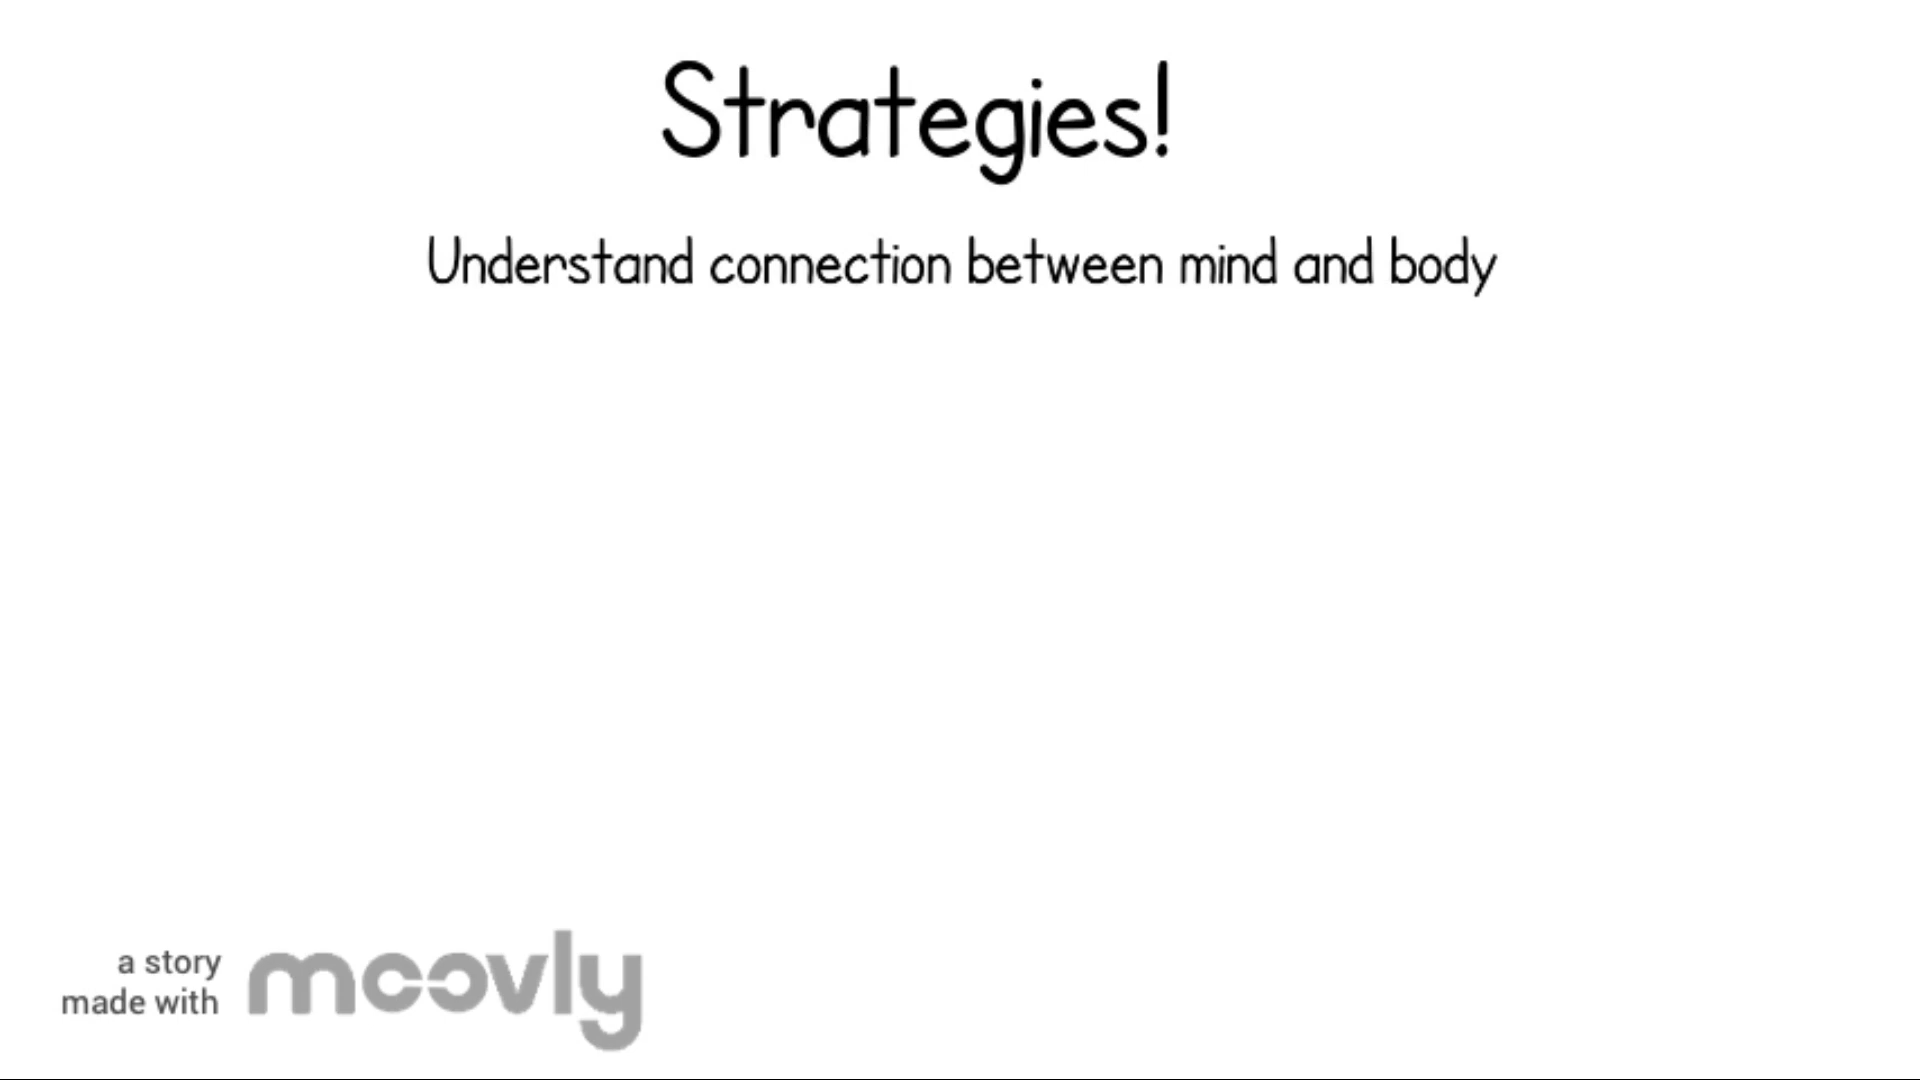 Strategies!
Understand connection between mind and body
a story
made with
moovly